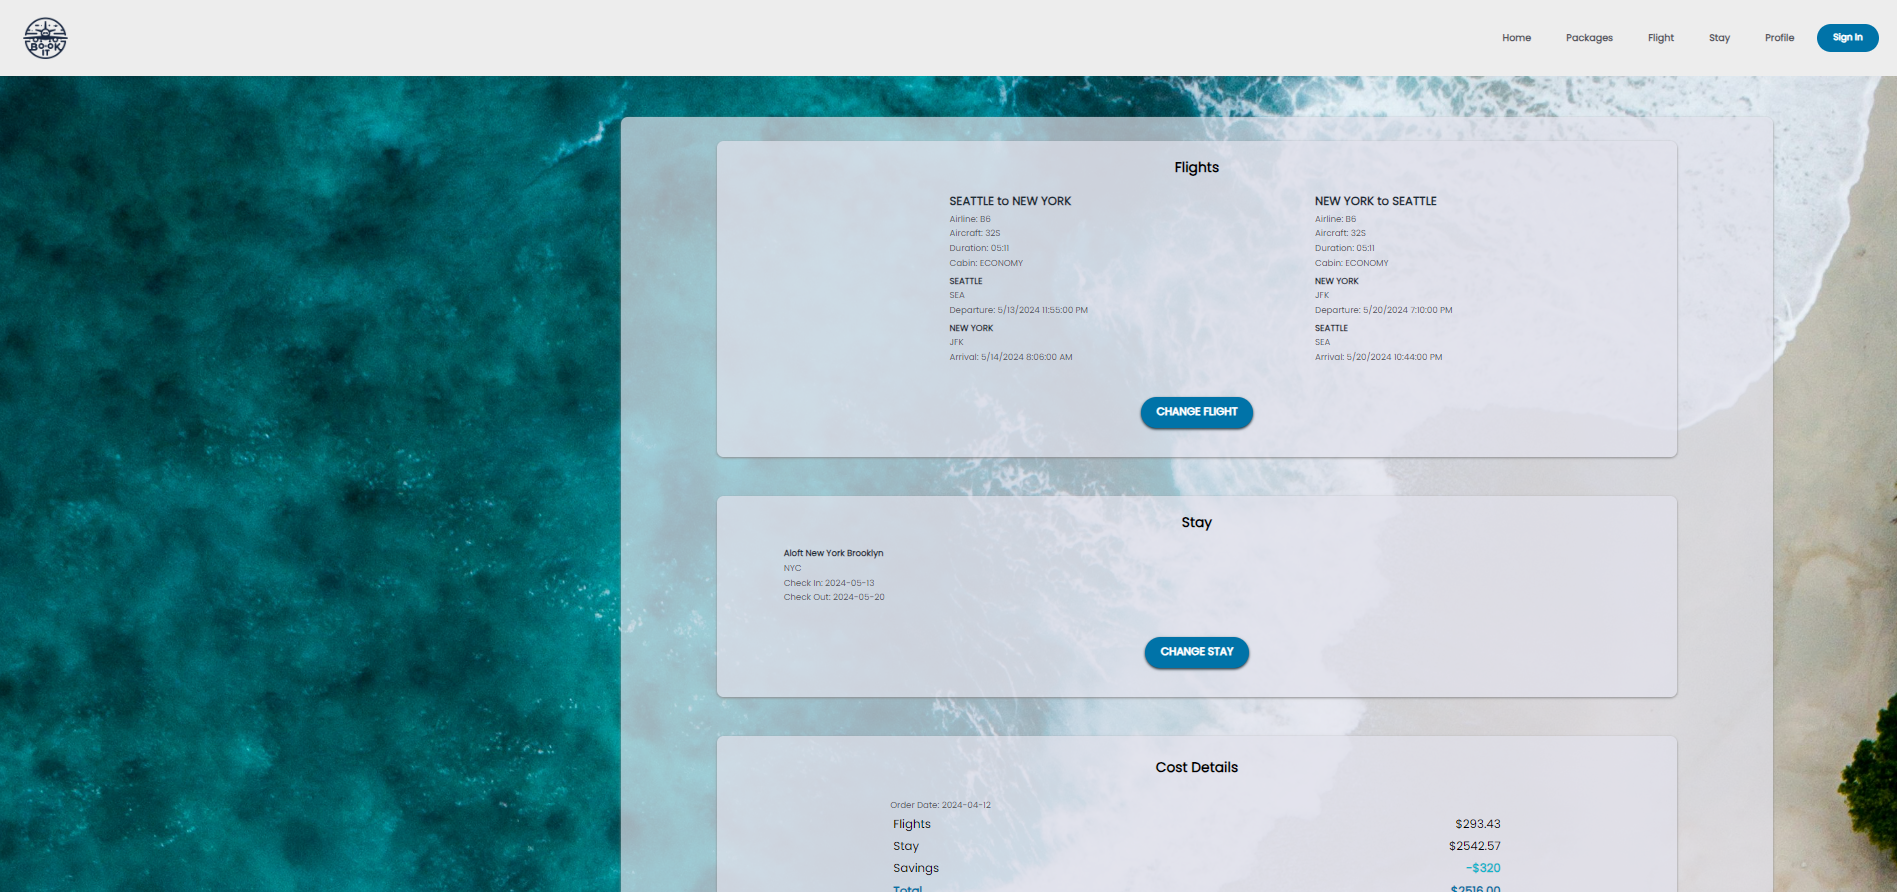 BOOK
IT
Home Packages Flight Stay Profile Sign In
Flights
SEATTLE to NEW YORK
Airline: B6
Aircraft: 32S
Duration: 05:11
Cabin: ECONOMY
SEATTLE
SEA
Departure: 5/13/2024 11:55:00 PM
NEW YORK
JFK
Arrival: 5/14/2024 8:06:00 AM
NEW YORK to SEATTLE
Airline: B6
Aircraft: 32S
Duration: 05:11
Cabin: ECONOMY
NEW YORK
JFK
Departure: 5/20/2024 7:10:00 PM
SEATTLE
SEA
Arrival: 5/20/2024 10:44:00 PM
CHANGE FLIGHT
Stay
Aloft New York Brooklyn
NYC
Check In: 2024-05-13
Check Out: 2024-05-20
CHANGE STAY
Cost Details
Order Date: 2024-04-12
Flights $293.43
Stay $2542.57
Savings -$320
Total $2516.00